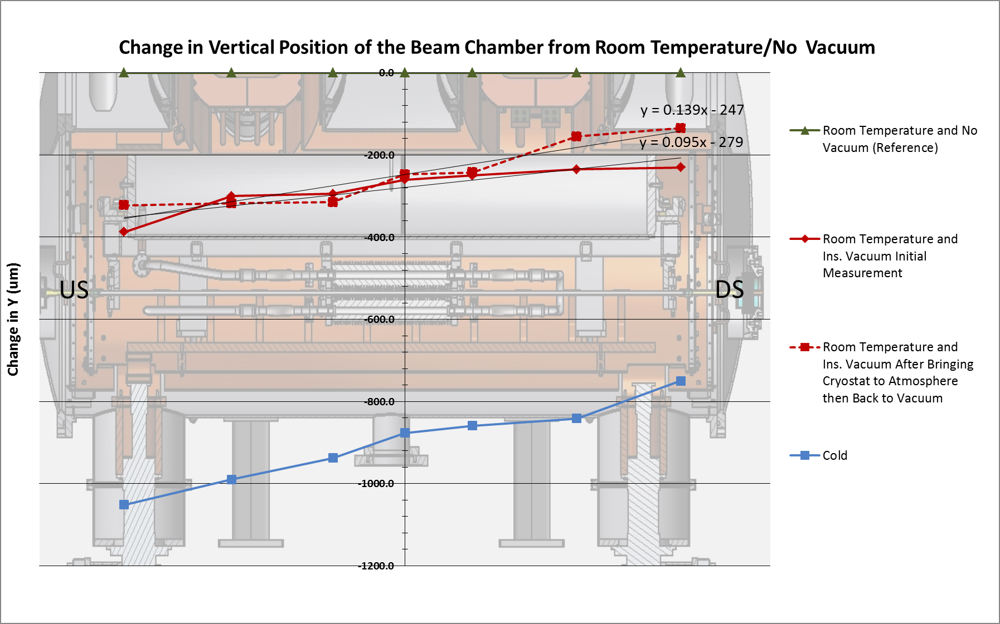 Change in Vertical Position of the Beam Chamber from Room Temperature/No Vacuum
0.0
-200.0
-400.0
-600.0
-800.0
-1000.0
-1200.0
Change in Y (um)
US
DS
y = 0.139x - 247
y = 0.095x - 279
Room Temperature and No
Vacuum (Reference)
Room Temperature and
Ins. Vacuum Initial
Measurement
Room Temperature and
Ins. Vacuum After Bringing
Cryostat to Atmosphere
then Back to Vacuum
Cold